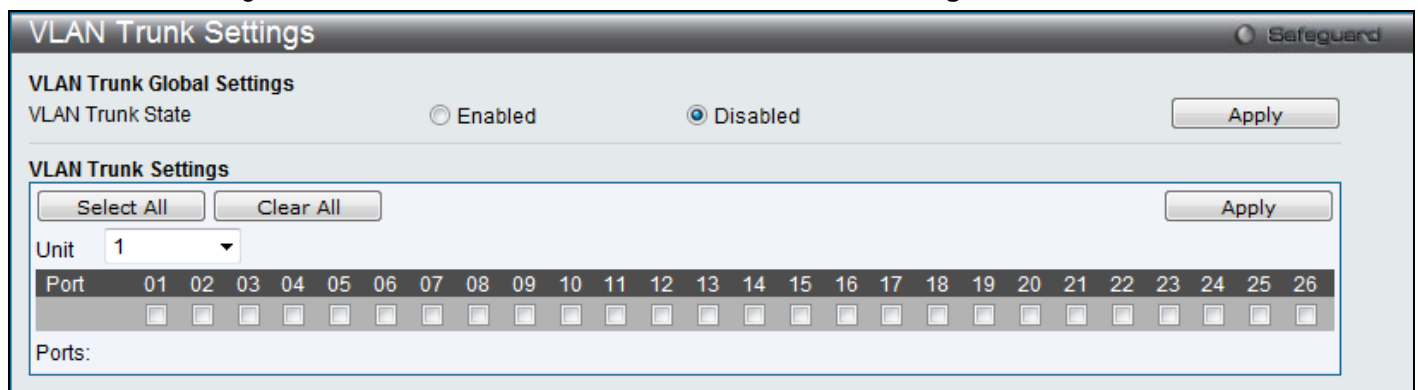 VLAN Trunk Settings Safeguard
VLAN Trunk Global Settings
VLAN Trunk State Enabled Disabled Apply
VLAN Trunk Settings
Select All Clear All Apply
Unit 1
Port 01 02 03 04 05 06 07 08 09 10 11 12 13 14 15 16 17 18 19 20 21 22 23 24 25 26
Ports: